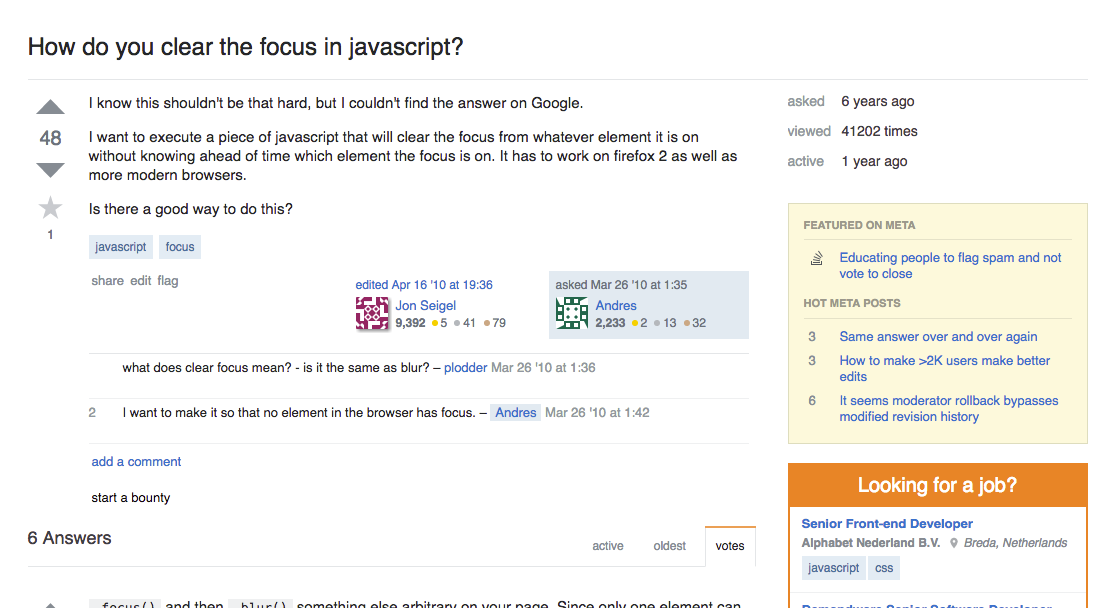 How do you clear the focus in javascript?
I know this shouldn't be that hard, but I couldn't find the answer on Google.
48
I want to execute a piece of javascript that will clear the focus from whatever element it is on
without knowing ahead of time which element the focus is on. It has to work on firefox 2 as well as
more modern browsers.
1
Is there a good way to do this?
javascript focus
share edit flag
edited Apr 16 '10 at 19:36
Jon Seigel
9,392 5 41 79
asked Mar 26 '10 at 1:35
Andres
2,233 2 13 32
what does clear focus mean? - is it the same as blur? – plodder Mar 26 '10 at 1:36
2 I want to make it so that no element in the browser has focus. – Andres Mar 26 '10 at 1:42
add a comment
start a bounty
6 Answers
active oldest votes
.focus() and then .blur() something else arbitrary on your page. Since only one element can
asked 6 years ago
viewed 41202 times
active 1 year ago
FEATURED ON META
Educating people to flag spam and not
vote to close
HOT META POSTS
3 Same answer over and over again
3 How to make >2K users make better
edits
6 It seems moderator rollback bypasses
modified revision history
Looking for a job?
Senior Front-end Developer
Alphabet Nederland B.V. Breda, Netherlands
javascript css
Demandware Senior Software Developer